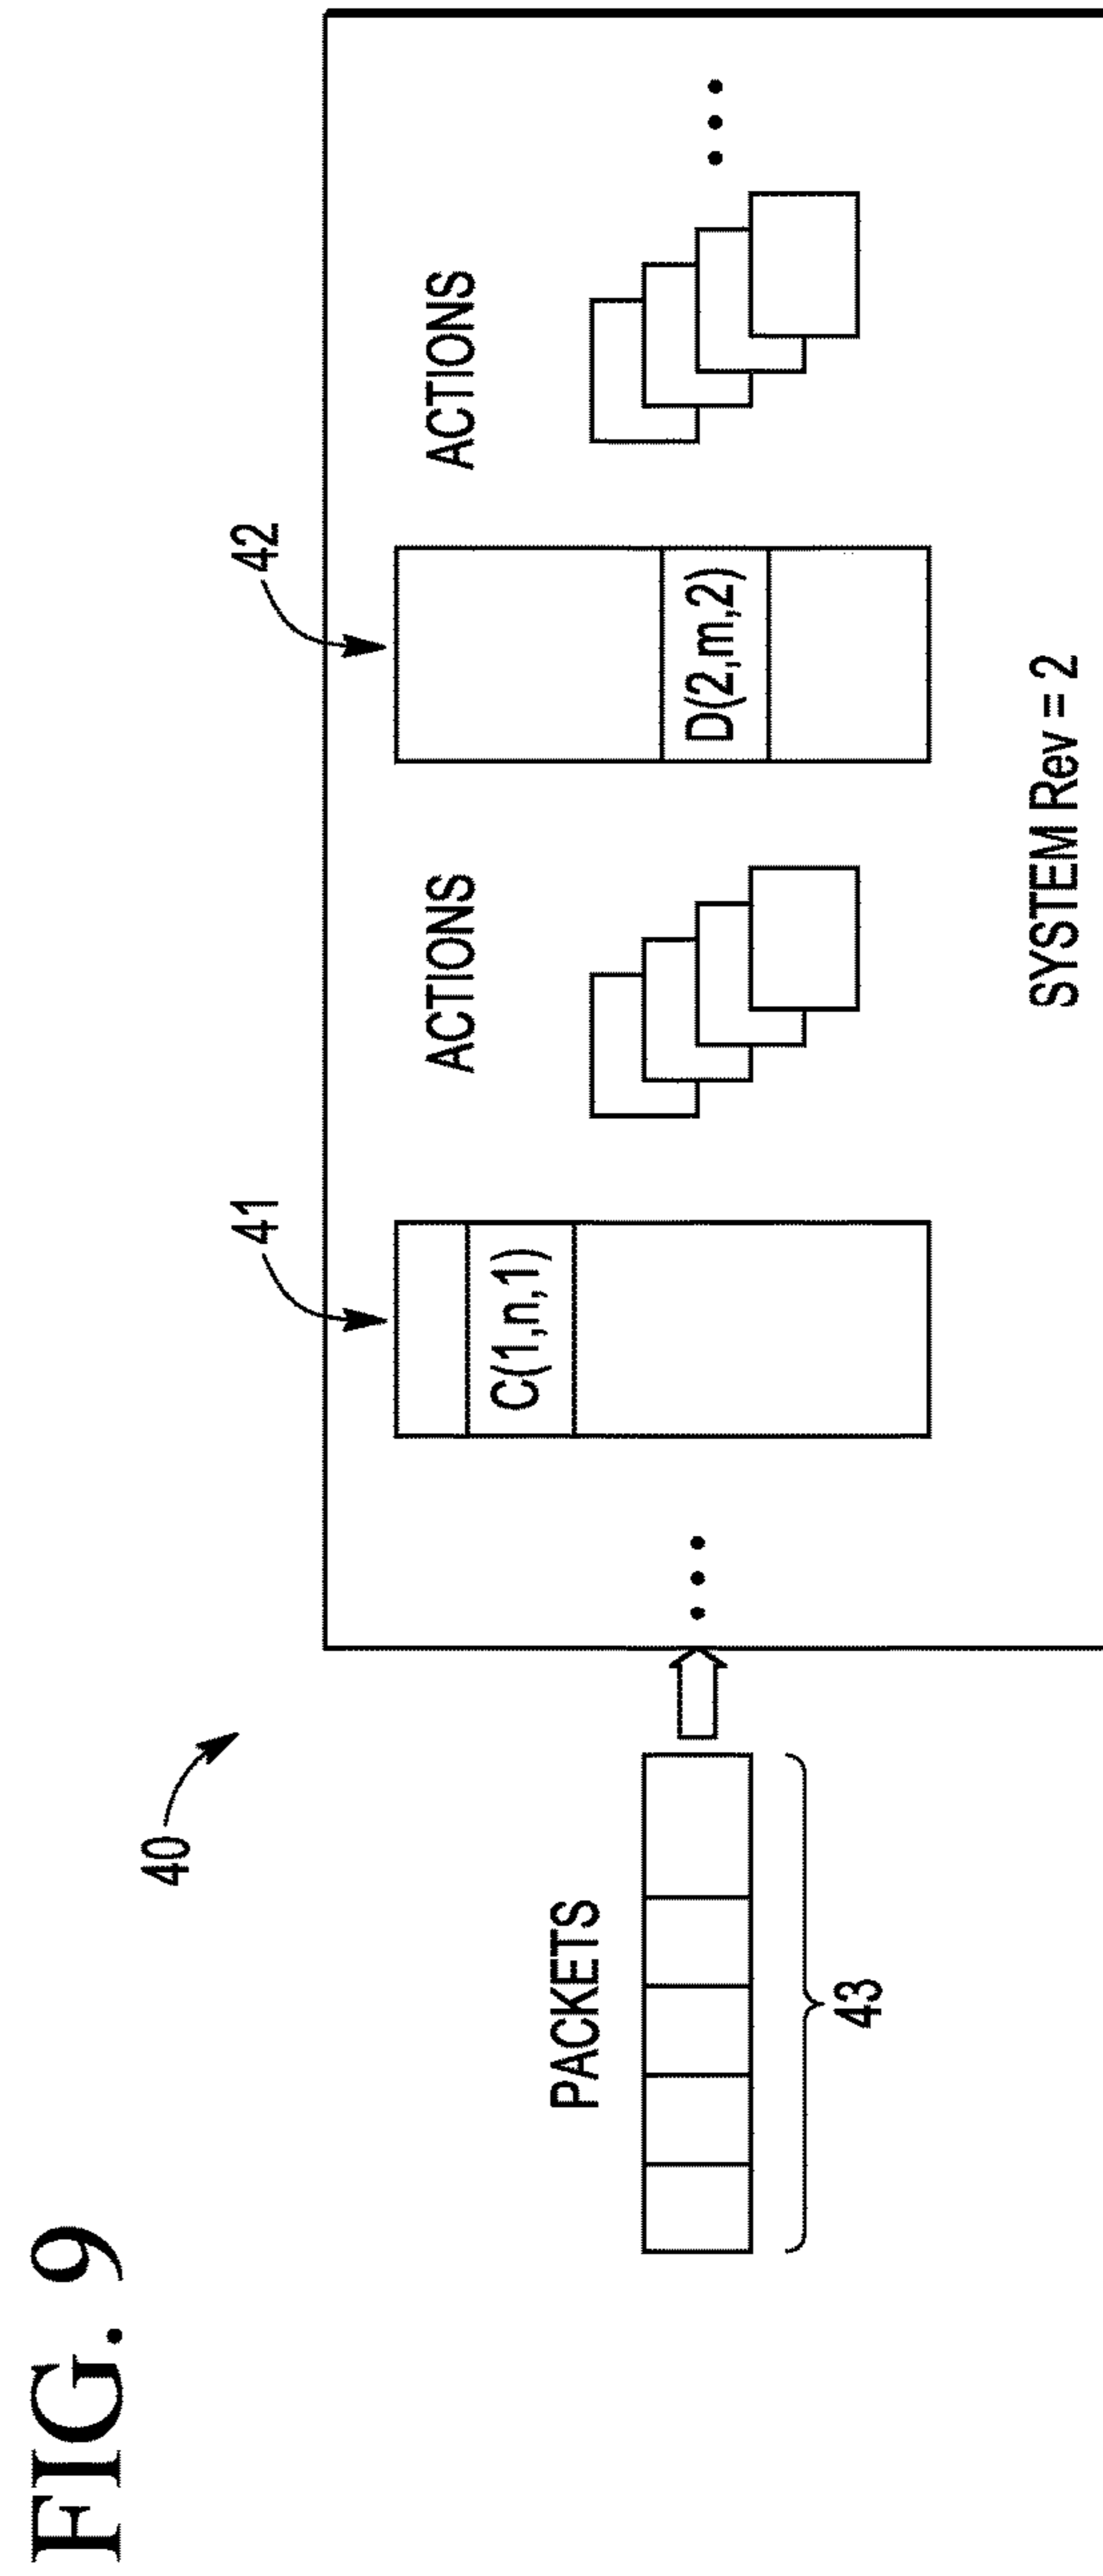 FIG. 9
40
41
42
PACKETS
43
C(1,n,1)
ACTIONS
D(2,m,2)
ACTIONS
SYSTEM Rev = 2